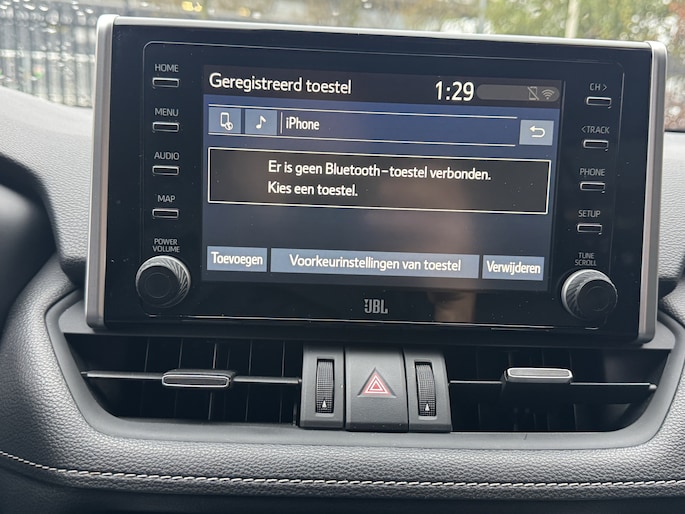 HOME
MENU
AUDIO
MAP
POWER
VOLUME
Geregistreerd toestel
1:29
iPhone
Er is geen Bluetooth-toestel verbonden.
Kies een toestel.
Toevoegen
Voorkeurinstellingen van toestel
Verwijderen
JBL
CH >
< TRACK
PHONE
SETUP
TUNE
SCROLL